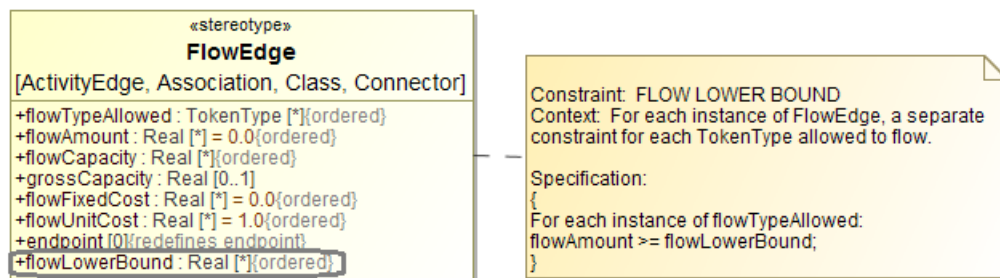 «stereotype»
FlowEdge
[ActivityEdge, Association, Class, Connector]
+flowTypeAllowed : TokenType [*]{ordered}
+flowAmount : Real [*] = 0.0{ordered}
+flowCapacity : Real [*]{ordered}
+grossCapacity : Real [0..1]
+flowFixedCost : Real [*] = 0.0{ordered}
+flowUnitCost : Real [*] = 1.0{ordered}
+endpoint [0]{redefines endpoint}
+flowLowerBound : Real [*]{ordered}
Constraint:  FLOW LOWER BOUND
Context:  For each instance of FlowEdge, a separate
constraint for each TokenType allowed to flow.
Specification:
{
For each instance of flowTypeAllowed:
flowAmount >= flowLowerBound;
}